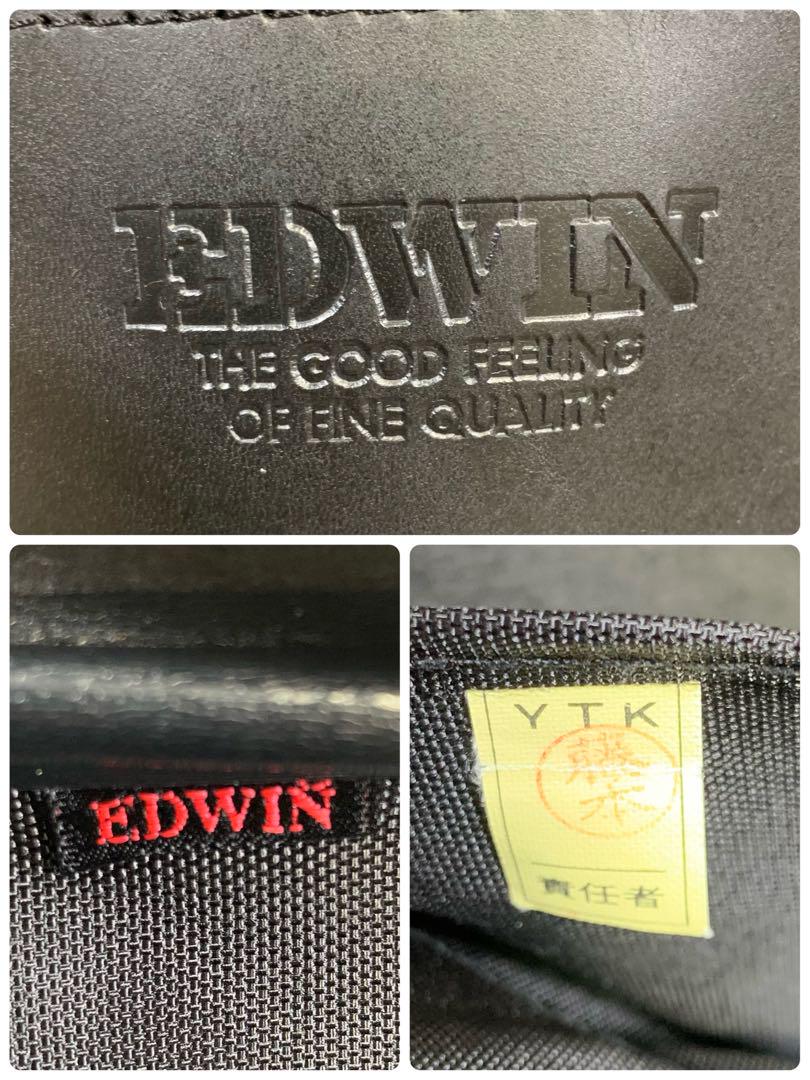 EDWIN
THE GOOD FEELING
OF FINE QUALITY
EDWIN
YTK
責任者